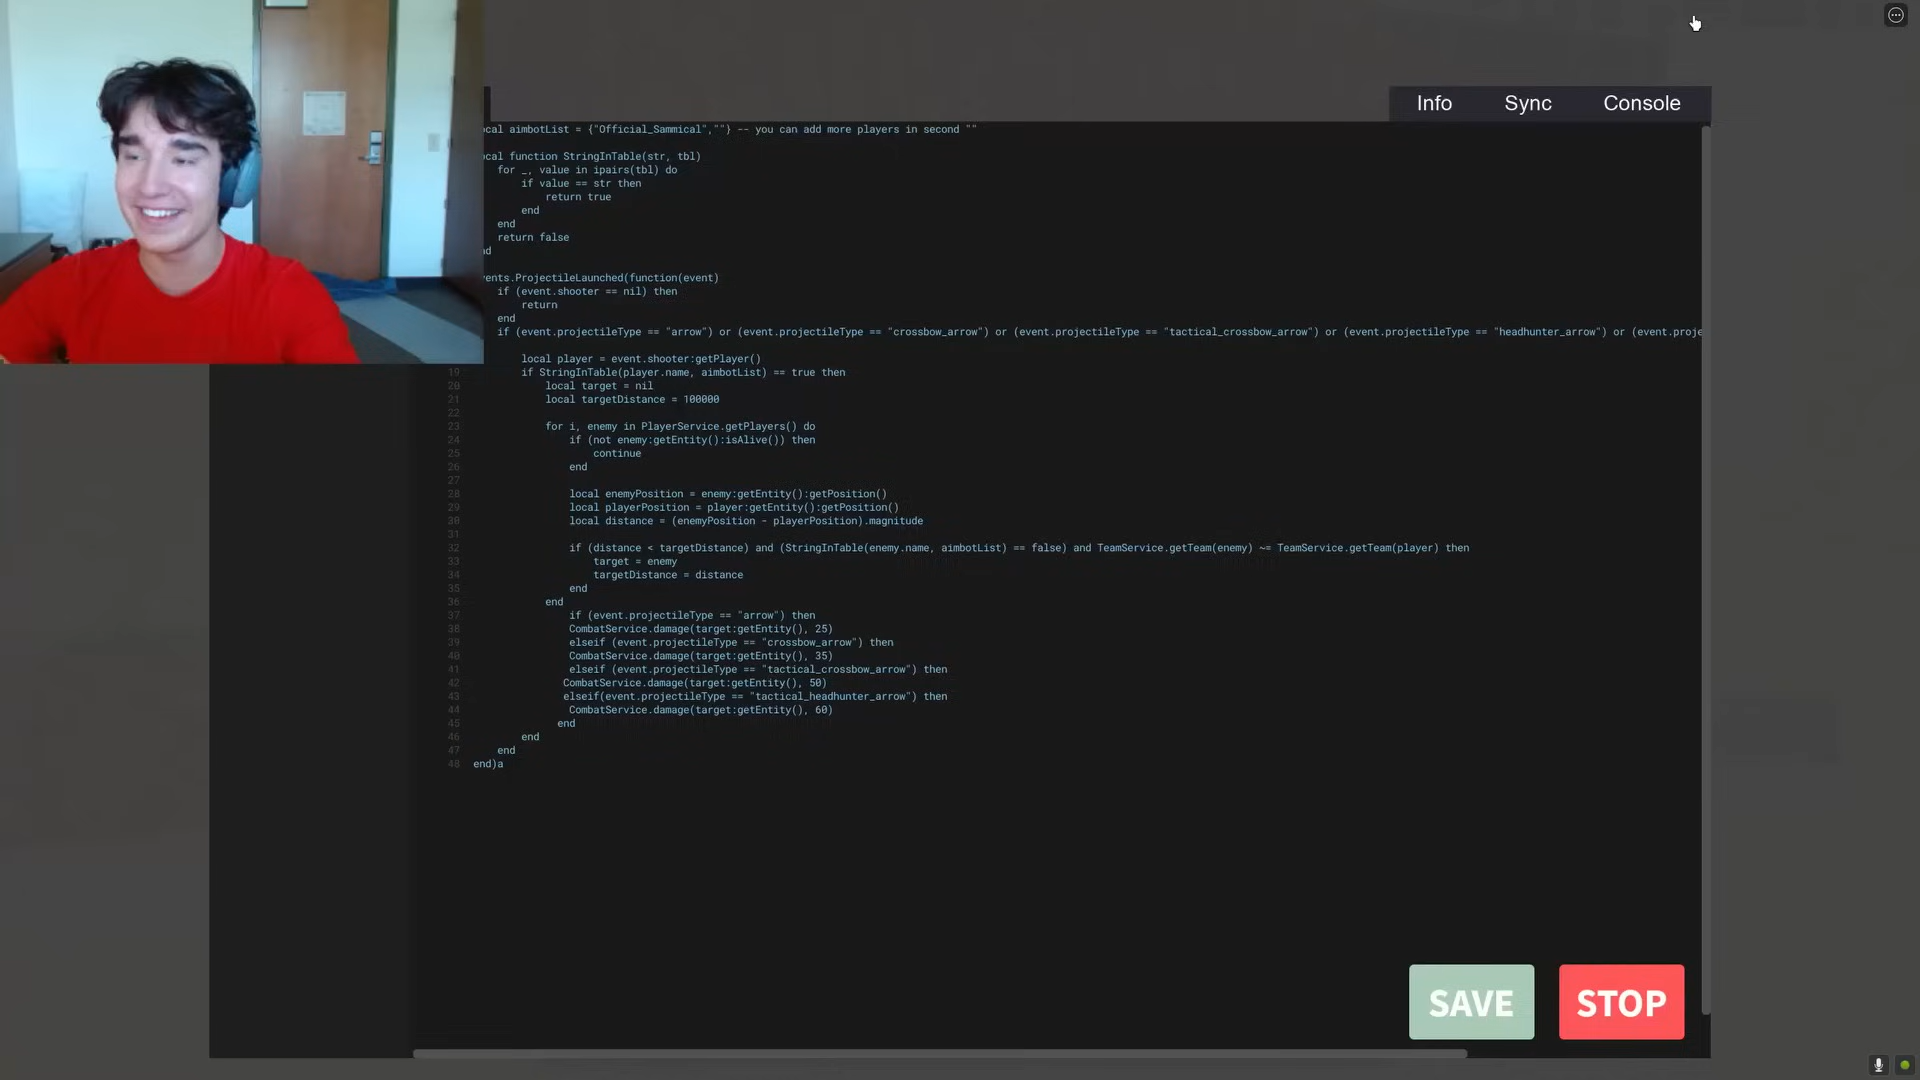 Info Sync Console
ocal aimbotList = {"Official_Sammical",""} -- you can add more players in second ""
ocal function StringInTable(str, tbl)
for _, value in ipairs(tbl) do
if value == str then
return true
end
end
return false
nd
vents.ProjectileLaunched(function(event)
if (event.shooter == nil) then
return
end
if (event.projectileType == "arrow") or (event.projectileType == "crossbow_arrow") or (event.projectileType == "tactical_crossbow_arrow") or (event.projectileType == "headhunter_arrow") or (event.proje
local player = event.shooter:getPlayer()
19 if StringInTable(player.name, aimbotList) == true then
20 local target = nil
21 local targetDistance = 100000
22
23 for i, enemy in PlayerService.getPlayers() do
24 if (not enemy:getEntity():isAlive()) then
25 continue
26 end
27
28 local enemyPosition = enemy:getEntity():getPosition()
29 local playerPosition = player:getEntity():getPosition()
30 local distance = (enemyPosition - playerPosition).magnitude
31
32 if (distance < targetDistance) and (StringInTable(enemy.name, aimbotList) == false) and TeamService.getTeam(enemy) ~= TeamService.getTeam(player) then
33 target = enemy
34 targetDistance = distance
35 end
36 end
37 if (event.projectileType == "arrow") then
38 CombatService.damage(target:getEntity(), 25)
39 elseif (event.projectileType == "crossbow_arrow") then
40 CombatService.damage(target:getEntity(), 35)
41 elseif (event.projectileType == "tactical_crossbow_arrow") then
42 CombatService.damage(target:getEntity(), 50)
43 elseif(event.projectileType == "tactical_headhunter_arrow") then
44 CombatService.damage(target:getEntity(), 60)
45 end
46 end
47 end
48 end)a
SAVE STOP